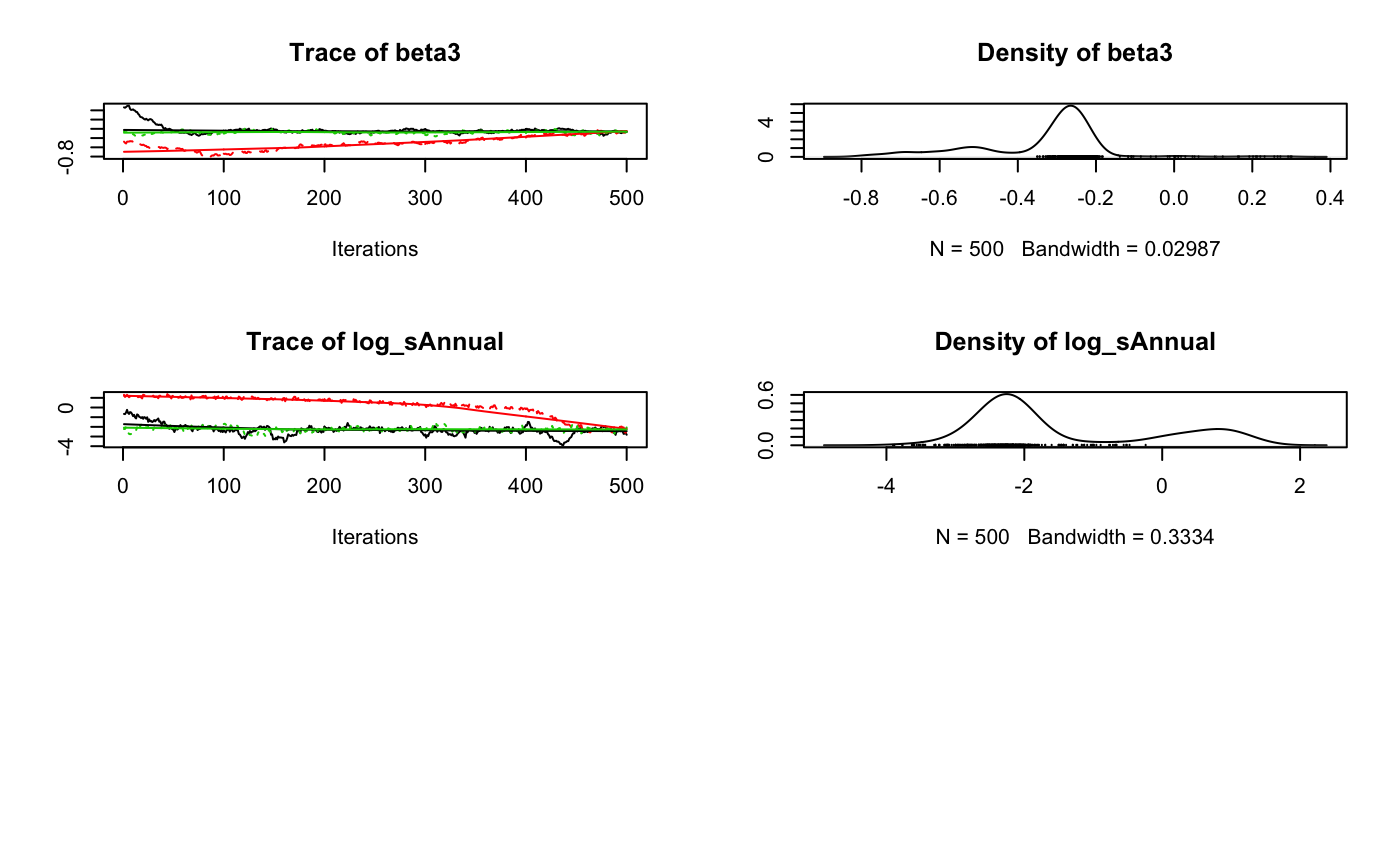 Trace of beta3
-0.8
0 100 200 300 400 500
Iterations
Density of beta3
4
0
-0.8 -0.6 -0.4 -0.2 0.0 0.2 0.4
N = 500 Bandwidth = 0.02987
Trace of log_sAnnual
0
-4
0 100 200 300 400 500
Iterations
Density of log_sAnnual
0.6
0.0
-4 -2 0 2
N = 500 Bandwidth = 0.3334